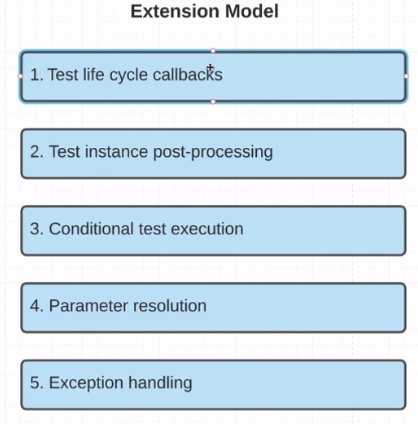 Extension Model
1. Test life cycle callbacks
2. Test instance post-processing
3. Conditional test execution
4. Parameter resolution
5. Exception handling